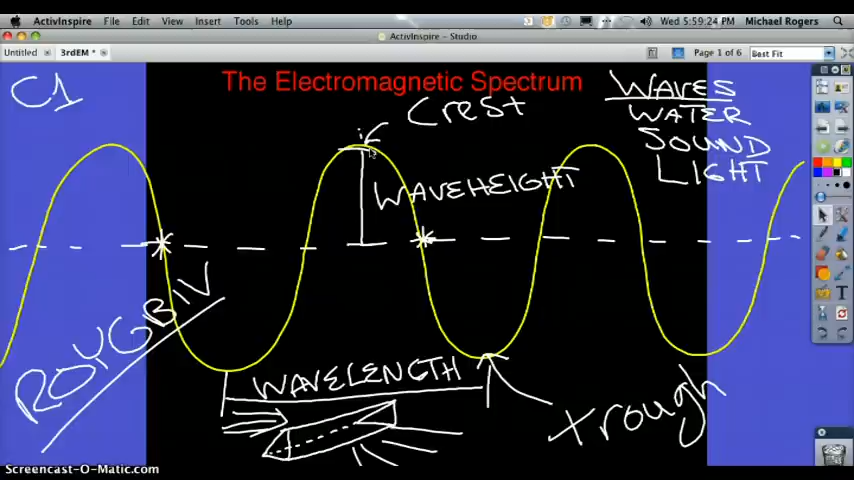 ActivInspire File Edit View Insert Tools Help
Wed 5:59:24 PM Michael Rogers
ActivInspire - Studio
Untitled 3rdEM *
Page 1 of 6 Best Fit
The Electromagnetic Spectrum
C1
WAVES
WATER
SOUND
LIGHT
Crest
WAVEHEIGHT
ROYGBIV
WAVELENGTH
trough
Screencast-O-Matic.com